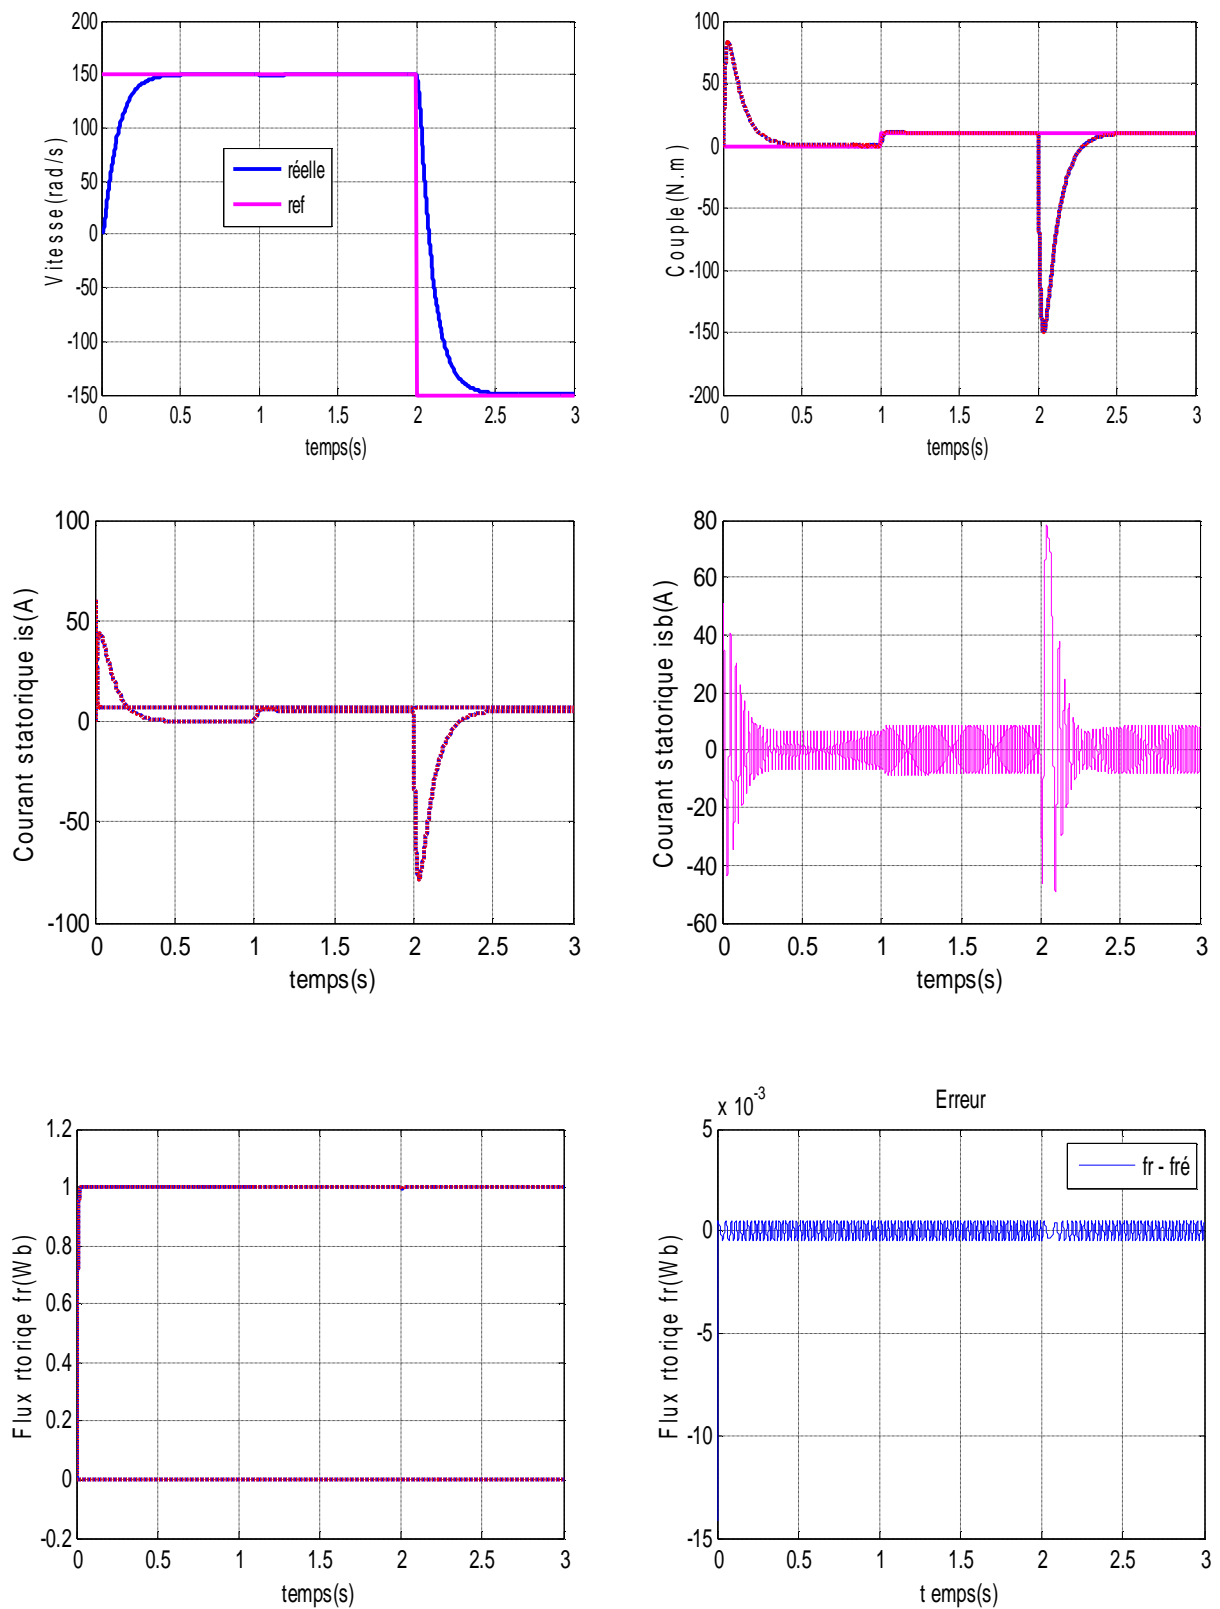 200
150
100
50
0
-50
-100
-150
0 0.5 1 1.5 2 2.5 3
Vitesse(rad/s)
temps(s)
réelle
ref
100
50
0
-50
-100
-150
-200
0 0.5 1 1.5 2 2.5 3
Couple(N.m)
temps(s)
100
50
0
-50
-100
0 0.5 1 1.5 2 2.5 3
Courant statorique is(A)
temps(s)
80
60
40
20
0
-20
-40
-60
0 0.5 1 1.5 2 2.5 3
Courant statorique isb(A)
temps(s)
1.2
1
0.8
0.6
0.4
0.2
0
-0.2
0 0.5 1 1.5 2 2.5 3
Flux rtoriqe fr(Wb)
temps(s)
x 10-3
Erreur
5
0
-5
-10
-15
0 0.5 1 1.5 2 2.5 3
Flux rtoriqe fr(Wb)
t emps(s)
fr - fré